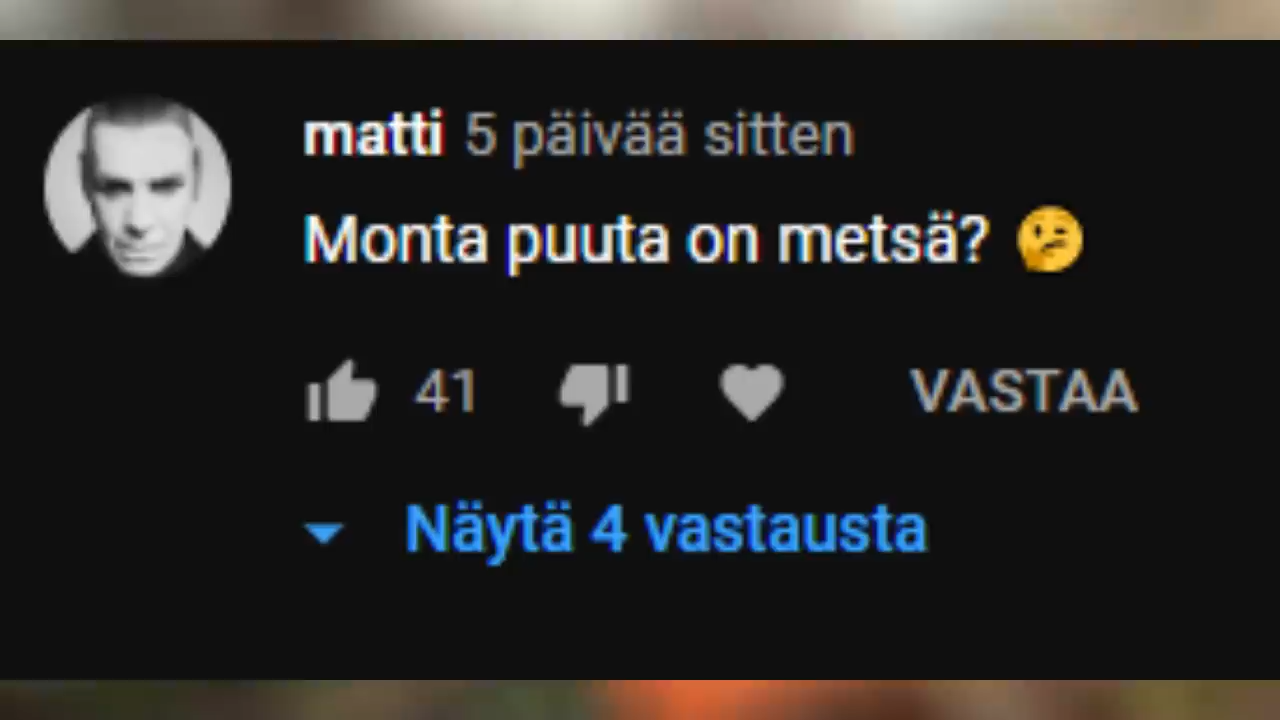 matti 5 päivää sitten
Monta puuta on metsä? 🤔
41 VASTAA
Näytä 4 vastausta